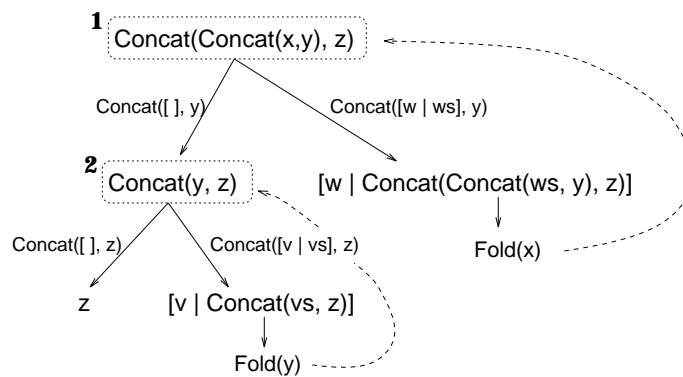 1
Concat(Concat(x,y), z)
Concat([ ], y)
Concat([w | ws], y)
2
Concat(y, z)
[w | Concat(Concat(ws, y), z)]
Concat([ ], z)
Concat([v | vs], z)
Fold(x)
z
[v | Concat(vs, z)]
Fold(y)